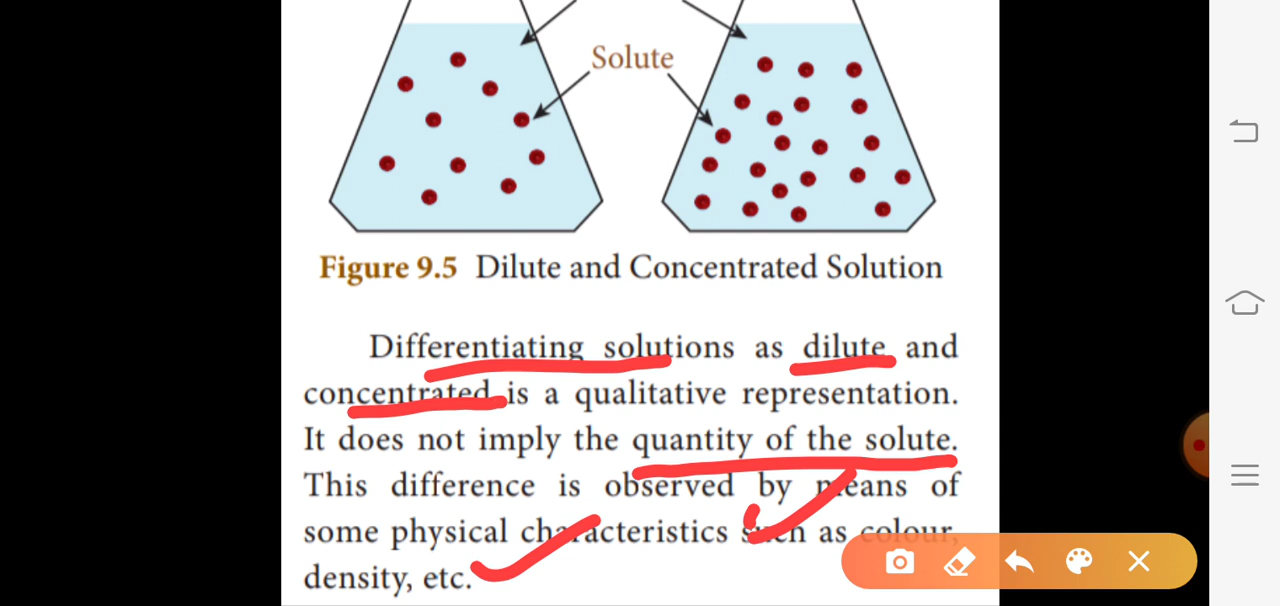 Solute
Figure 9.5 Dilute and Concentrated Solution
Differentiating solutions as dilute and
concentrated is a qualitative representation.
It does not imply the quantity of the solute.
This difference is observed by means of
some physical characteristics such as colour,
density, etc.